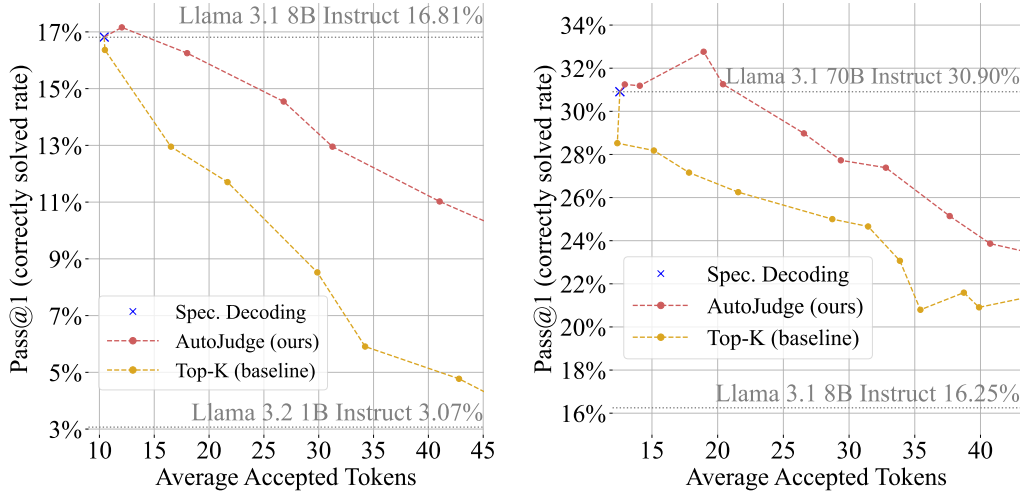 Llama 3.1 8B Instruct 16.81%
17%
15%
13%
11%
9%
7%
5%
3%
Pass@1 (correctly solved rate)
Spec. Decoding
AutoJudge (ours)
Top-K (baseline)
Llama 3.2 1B Instruct 3.07%
10 15 20 25 30 35 40 45
Average Accepted Tokens
34%
32%
30%
28%
26%
24%
22%
20%
18%
16%
Pass@1 (correctly solved rate)
Llama 3.1 70B Instruct 30.90%
Spec. Decoding
AutoJudge (ours)
Top-K (baseline)
Llama 3.1 8B Instruct 16.25%
15 20 25 30 35 40
Average Accepted Tokens